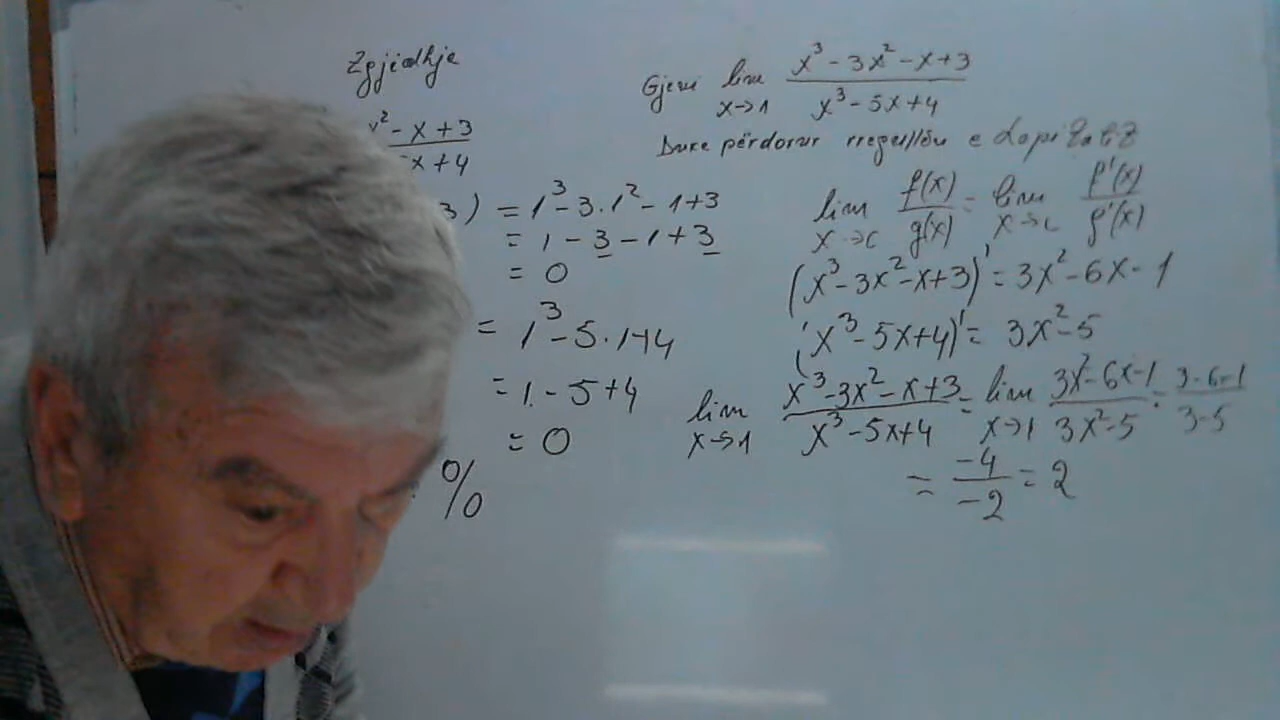 Zgjidhje
x² - x + 3
-x + 4
3) = 1³ - 3·1² - 1 + 3
= 1 - 3 - 1 + 3
= 0
= 1³ - 5·1 + 4
= 1 - 5 + 4
= 0
0/0
Gjeni lim x→1 (x³ - 3x² - x + 3)/(x³ - 5x + 4)
Duke përdorur rregullën e
lim x→c f(x)/g(x) = lim x→c f'(x)/g'(x)
(x³ - 3x² - x + 3)' = 3x² - 6x - 1
(x³ - 5x + 4)' = 3x² - 5
lim x→1 (x³ - 3x² - x + 3)/(x³ - 5x + 4) = lim x→1 (3x² - 6x - 1)/(3x² - 5) = (3 - 6 - 1)/(3 - 5)
= -4/-2 = 2